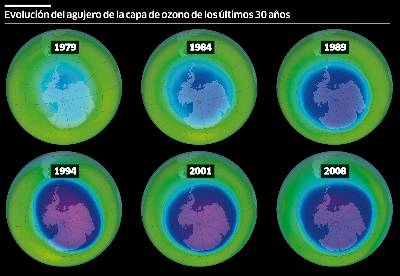 Evolución del agujero de la capa de ozono de los últimos 30 años
1979 1984 1989
1994 2001 2008